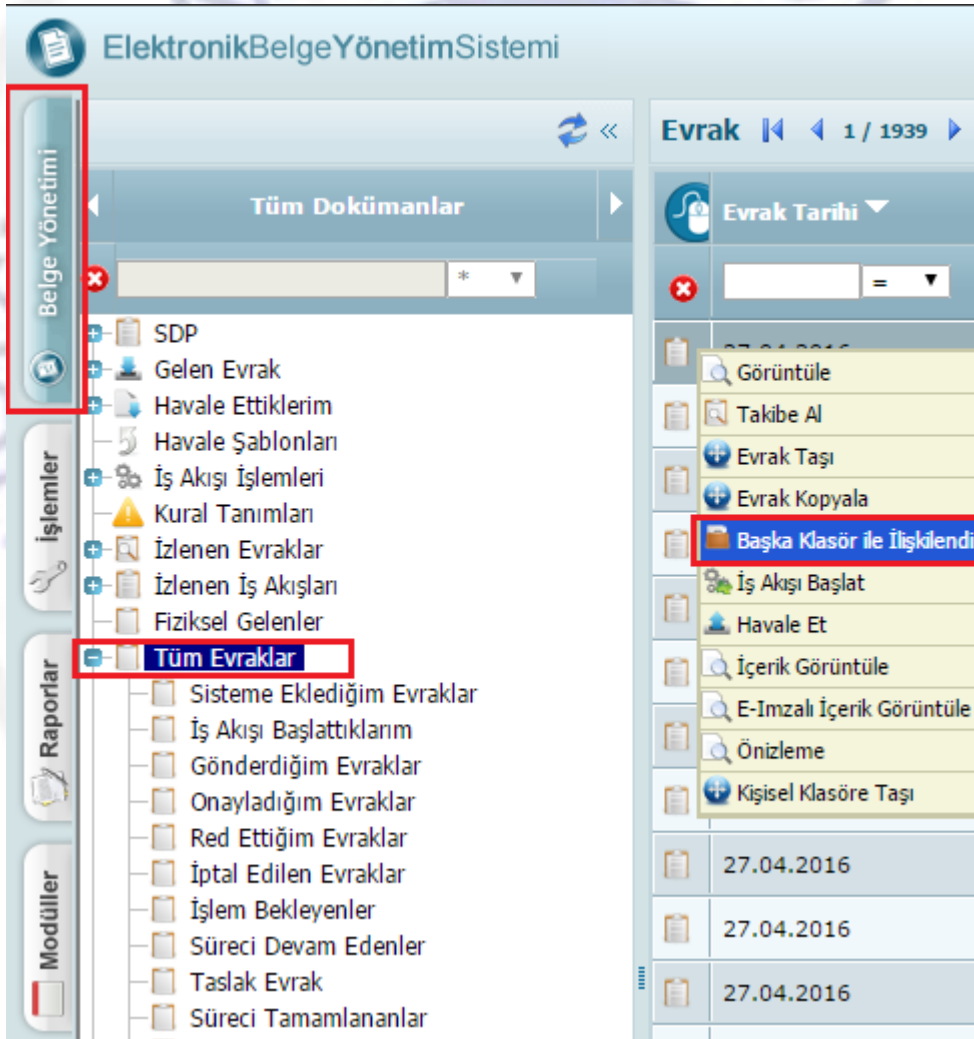 ElektronikBelgeYönetimSistemi
Belge Yönetimi
İşlemler
Raporlar
Modüller
Tüm Dokümanlar
*
SDP
Gelen Evrak
Havale Ettiklerim
Havale Şablonları
İş Akışı İşlemleri
Kural Tanımları
İzlenen Evraklar
İzlenen İş Akışları
Fiziksel Gelenler
Tüm Evraklar
Sisteme Eklediğim Evraklar
İş Akışı Başlattıklarım
Gönderdiğim Evraklar
Onayladığım Evraklar
Red Ettiğim Evraklar
İptal Edilen Evraklar
İşlem Bekleyenler
Süreci Devam Edenler
Taslak Evrak
Süreci Tamamlananlar
Evrak 1 / 1939
Evrak Tarihi
=
27.04.2016
Görüntüle
Takibe Al
Evrak Taşı
Evrak Kopyala
Başka Klasör ile İlişkilendi
İş Akışı Başlat
Havale Et
İçerik Görüntüle
E-Imzalı İçerik Görüntüle
Önizleme
Kişisel Klasöre Taşı
27.04.2016
27.04.2016
27.04.2016